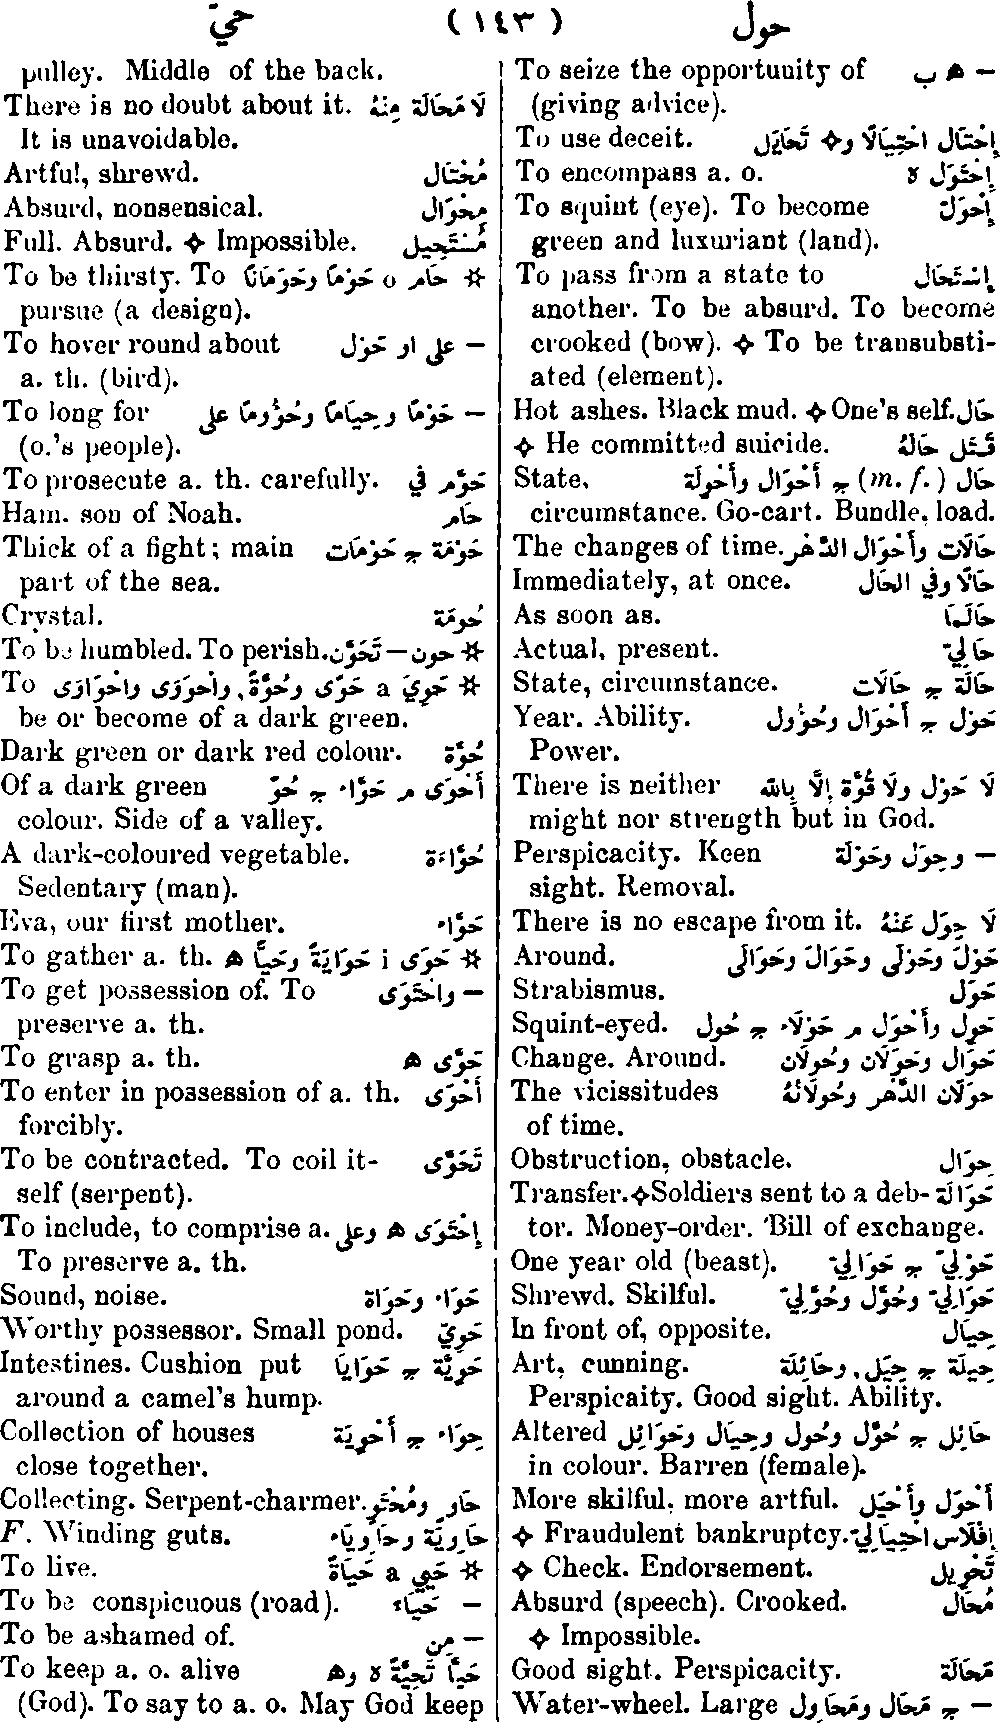 حول ( ١٤٣ ) حيّ
To seize the opportunity of ه ب —
(giving advice).
To use deceit. إِحْتَال احْتِيَالًا و✧ تَحَايَل
To encompass a. o. إِحْتَوَل ه
To squint (eye). To become إِحْوَلَّ
green and luxuriant (land).
To pass from a state to إِسْتَحَال
another. To be absurd. To become
crooked (bow). ✧ To be transubsti-
ated (element).
Hot ashes. Black mud. ✧ One's self. حَال
✧ He committed suicide. قَتَل حَالَهُ
State, حَال (m. f.) ج أَحْوَال وأَحْوِلَة
circumstance. Go-cart. Bundle, load.
The changes of time. حَالَات وأَحْوَال الدَّهْر
Immediately, at once. حَالًا وفي الحَال
As soon as. حَالَمَا
Actual, present. حَالِيّ
State, circumstance. حَالَة ج حَالَات
Year. Ability. حَوْل ج أَحْوَال وحُوُول
Power.
There is neither لَا حَوْل ولَا قُوَّة إِلَّا بِالله
might nor strength but in God.
Perspicacity. Keen — وحِوَل وحَوْلَة
sight. Removal.
There is no escape from it. لَا حِوَل عَنْهُ
Around. حَوْلَ وحَوْلَى وحَوَالَ وحَوَالَى
Strabismus. حَوَل
Squint-eyed. حَوِل وأَحْوَل م حَوْلَاء ج حُول
Change. Around. حَوَال وحَوَلَان وحُولَان
The vicissitudes حِوَلَان الدَّهْر وحُولَانُهُ
of time.
Obstruction, obstacle. حِوَال
Transfer. ✧ Soldiers sent to a deb- حَوَالَة
tor. Money-order. Bill of exchange.
One year old (beast). حَوْلِيّ ج حَوَالِيّ
Shrewd. Skilful. حَوَالِيّ وحُوَّل وحُوَّلِيّ
In front of, opposite. حِيَال
Art, cunning. حِيلَة ج حِيَل, وحَائِلَة
Perspicaity. Good sight. Ability.
Altered حَائِل ج حُوَّل وحُول وحِيَال وحَوَائِل
in colour. Barren (female).
More skilful, more artful. أَحْوَل وأَحْيَل
✧ Fraudulent bankruptcy. إِفْلَاس احْتِيَالِيّ
✧ Check. Endorsement. تَحْوِيل
Absurd (speech). Crooked. مُحَال
✧ Impossible.
Good sight. Perspicacity. مَحَالَة
Water-wheel. Large — ج مَحَال ومَحَاوِل
pulley. Middle of the back.
There is no doubt about it. لَا مَحَالَة مِنْهُ
It is unavoidable.
Artful, shrewd. مُحْتَال
Absurd, nonsensical. مِحْوَال
Full. Absurd. ✧ Impossible. مُسْتَحِيل
To be thirsty. To ☆ حَام o حَوْمًا وحَوَمَانًا
pursue (a design).
To hover round about — على او حَوْل
a. th. (bird).
To long for — حَوْمًا وحِيَامًا وحُؤُومًا على
(o.'s people).
To prosecute a. th. carefully. حَوَّم في
Ham. son of Noah. حَام
Thick of a fight; main حَوْمَة ج حَوْمَات
part of the sea.
Crystal. حُومَة
To be humbled. To perish. ☆ حون — تَحَوَّن
To ☆ حَوِيَ a حَوًى وحُوَّةً, واحْوَوَى واحْوَاوَى
be or become of a dark green.
Dark green or dark red colour. حُوَّة
Of a dark green أَحْوَى م حَوَّاء ج حُوّ
colour. Side of a valley.
A dark-coloured vegetable. حُوَّاءَة
Sedentary (man).
Eva, our first mother. حَوَّاء
To gather a. th. ☆ حَوَى i حَوَايَةً وحَيًّا ه
To get possession of. To — واحْتَوَى
preserve a. th.
To grasp a. th. حَوَّى ه
To enter in possession of a. th. أَحْوَى
forcibly.
To be contracted. To coil it- تَحَوَّى
self (serpent).
To include, to comprise a. إِحْتَوَى ه وعلى
To preserve a. th.
Sound, noise. حَوَاء وحَوَاة
Worthy possessor. Small pond. حَوِيّ
Intestines. Cushion put حَوِيَّة ج حَوَايَا
around a camel's hump.
Collection of houses حِوَاء ج أَحْوِيَة
close together.
Collecting. Serpent-charmer. حَاوٍ ومُحْتَوٍ
F. Winding guts. حَاوِيَة وحَاوِيَاء
To live. ☆ حَيِيَ a حَيَاةً
To be conspicuous (road). — حَيَاء
To be ashamed of. — مِن
To keep a. o. alive حَيَّا تَحِيَّةً ه وه
(God). To say to a. o. May God keep